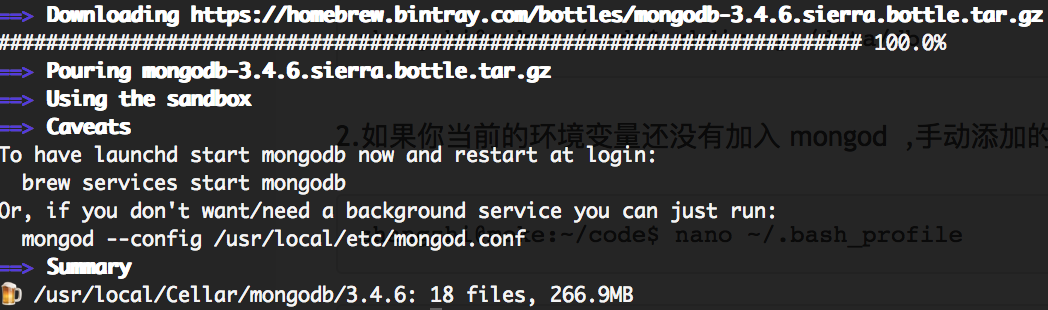 ==> Downloading https://homebrew.bintray.com/bottles/mongodb-3.4.6.sierra.bottle.tar.gz
######################################################################## 100.0%
==> Pouring mongodb-3.4.6.sierra.bottle.tar.gz
==> Using the sandbox
==> Caveats
2.如果你当前的环境变量还没有加入 mongod ,手动添加的
To have launchd start mongodb now and restart at login:
brew services start mongodb
Or, if you don't want/need a background service you can just run:
mongod --config /usr/local/etc/mongod.conf
:~/code$ nano ~/.bash_profile
==> Summary
🍺 /usr/local/Cellar/mongodb/3.4.6: 18 files, 266.9MB